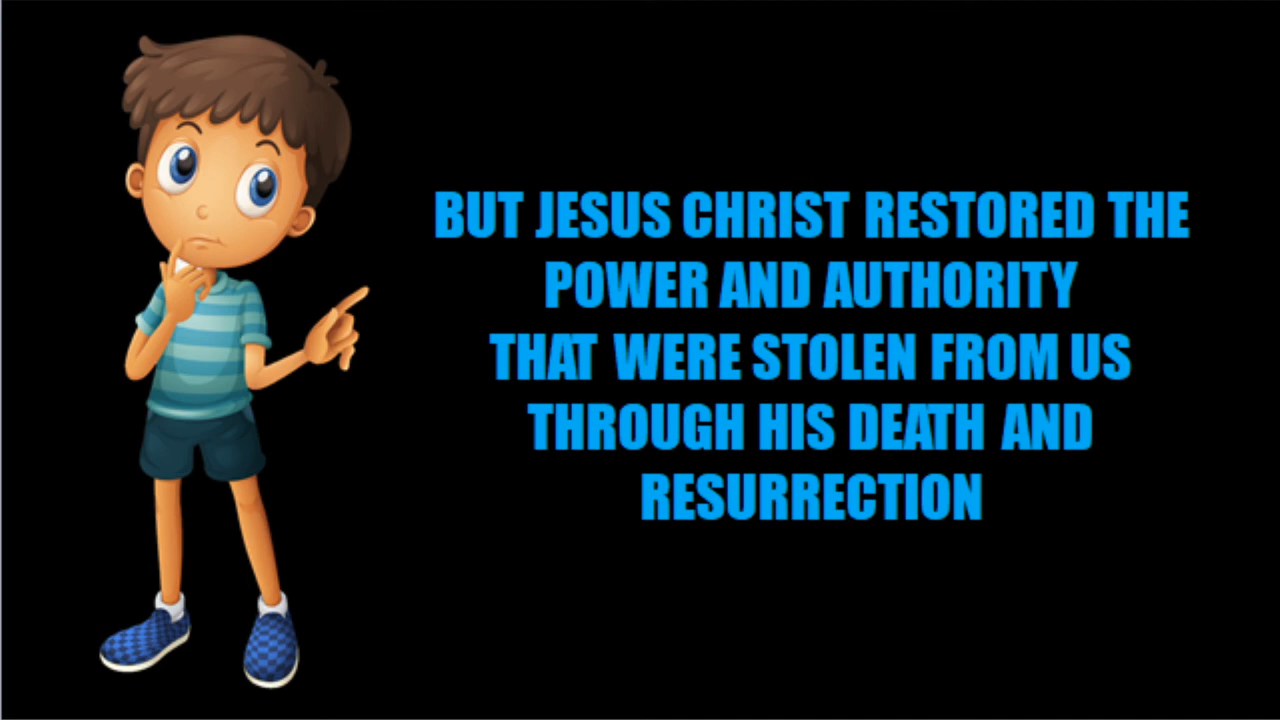 BUT JESUS CHRIST RESTORED THE
POWER AND AUTHORITY
THAT WERE STOLEN FROM US
THROUGH HIS DEATH AND
RESURRECTION